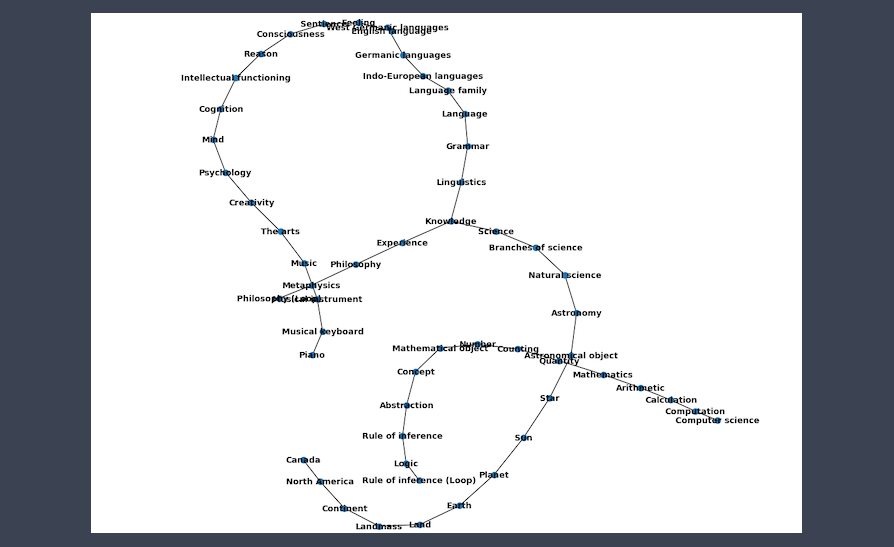 Sentience
Feeling
West Germanic languages
English language
Consciousness
Reason
Germanic languages
Intellectual functioning
Indo-European languages
Language family
Cognition
Language
Mind
Grammar
Psychology
Linguistics
Creativity
Knowledge
The arts
Science
Experience
Branches of science
Music
Philosophy
Natural science
Metaphysics
Philosophy (Loop)
Musical instrument
Astronomy
Musical keyboard
Piano
Mathematical object
Number
Counting
Astronomical object
Quantity
Concept
Mathematics
Arithmetic
Star
Calculation
Abstraction
Computation
Computer science
Rule of inference
Sun
Canada
Logic
Planet
North America
Rule of inference (Loop)
Continent
Earth
Landmass
Land